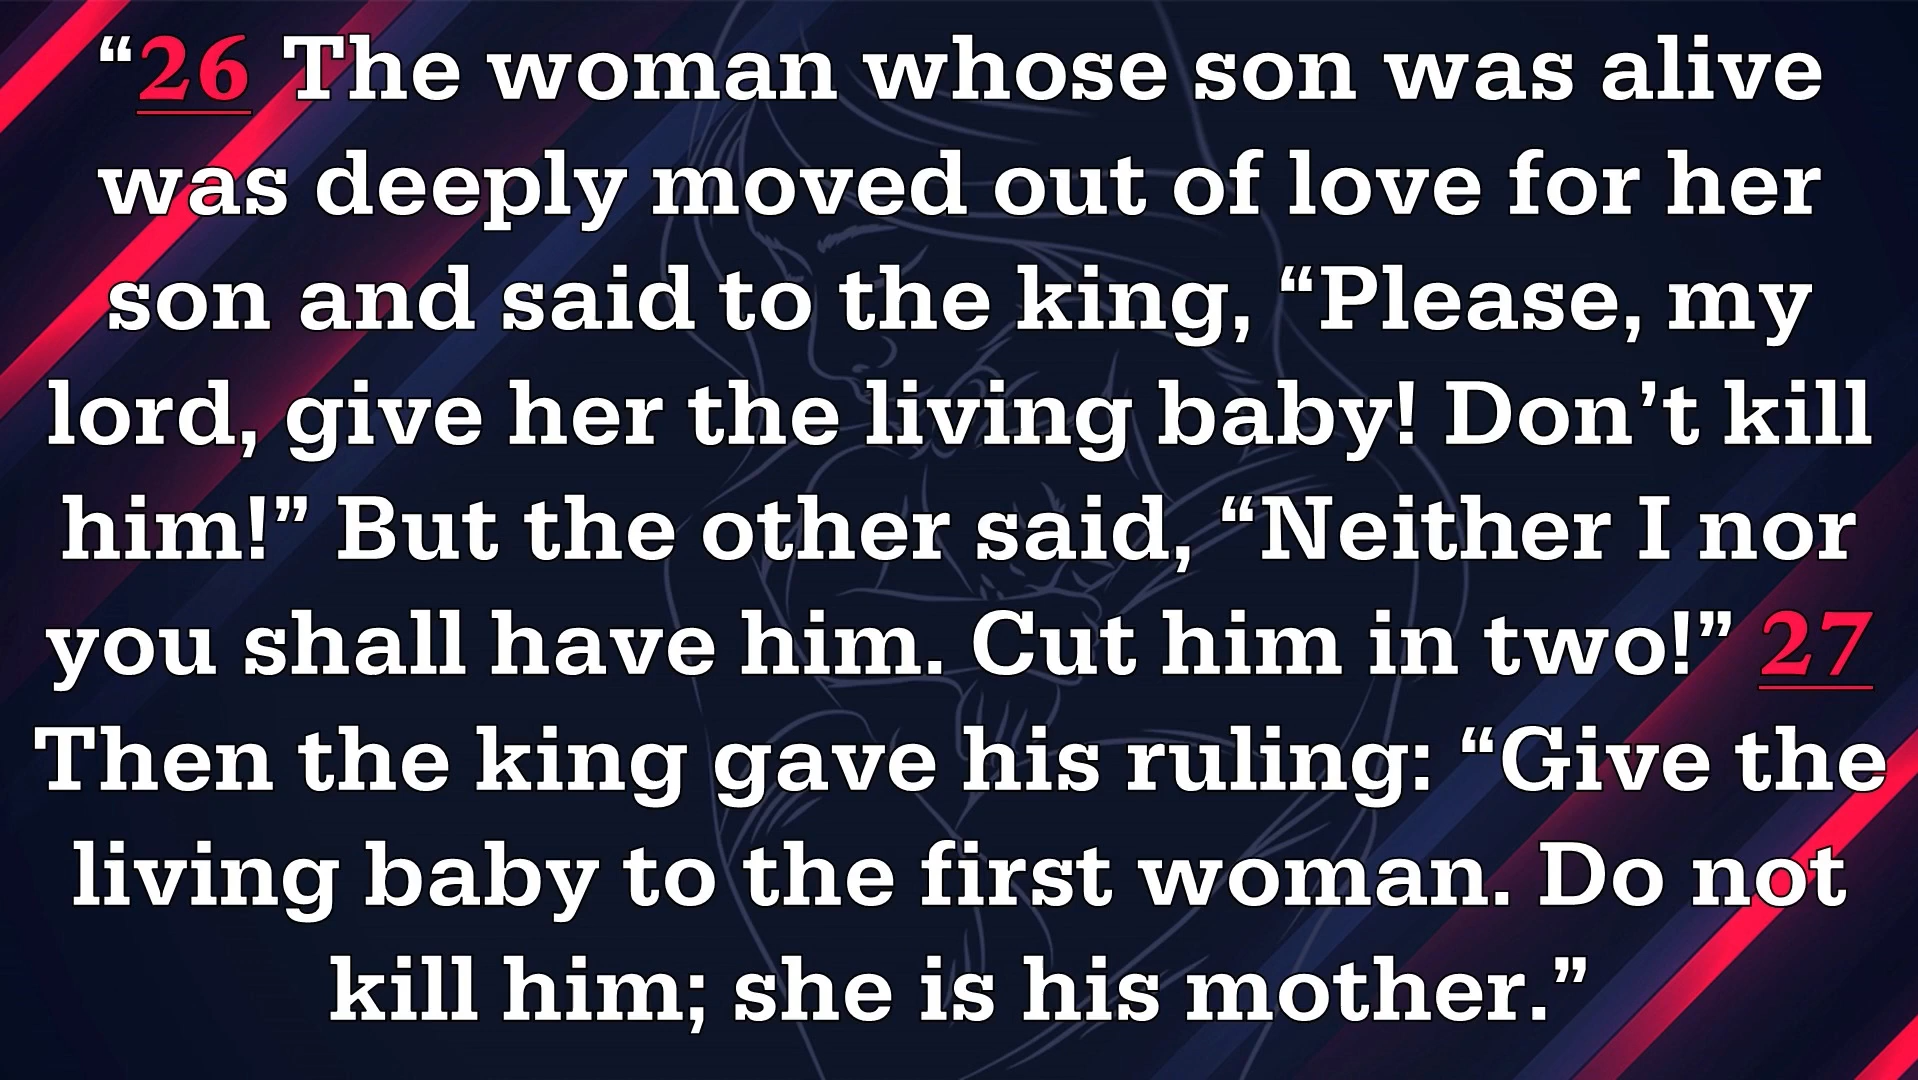 “26 The woman whose son was alive
was deeply moved out of love for her
son and said to the king, “Please, my
lord, give her the living baby! Don’t kill
him!” But the other said, “Neither I nor
you shall have him. Cut him in two!” 27
Then the king gave his ruling: “Give the
living baby to the first woman. Do not
kill him; she is his mother.”